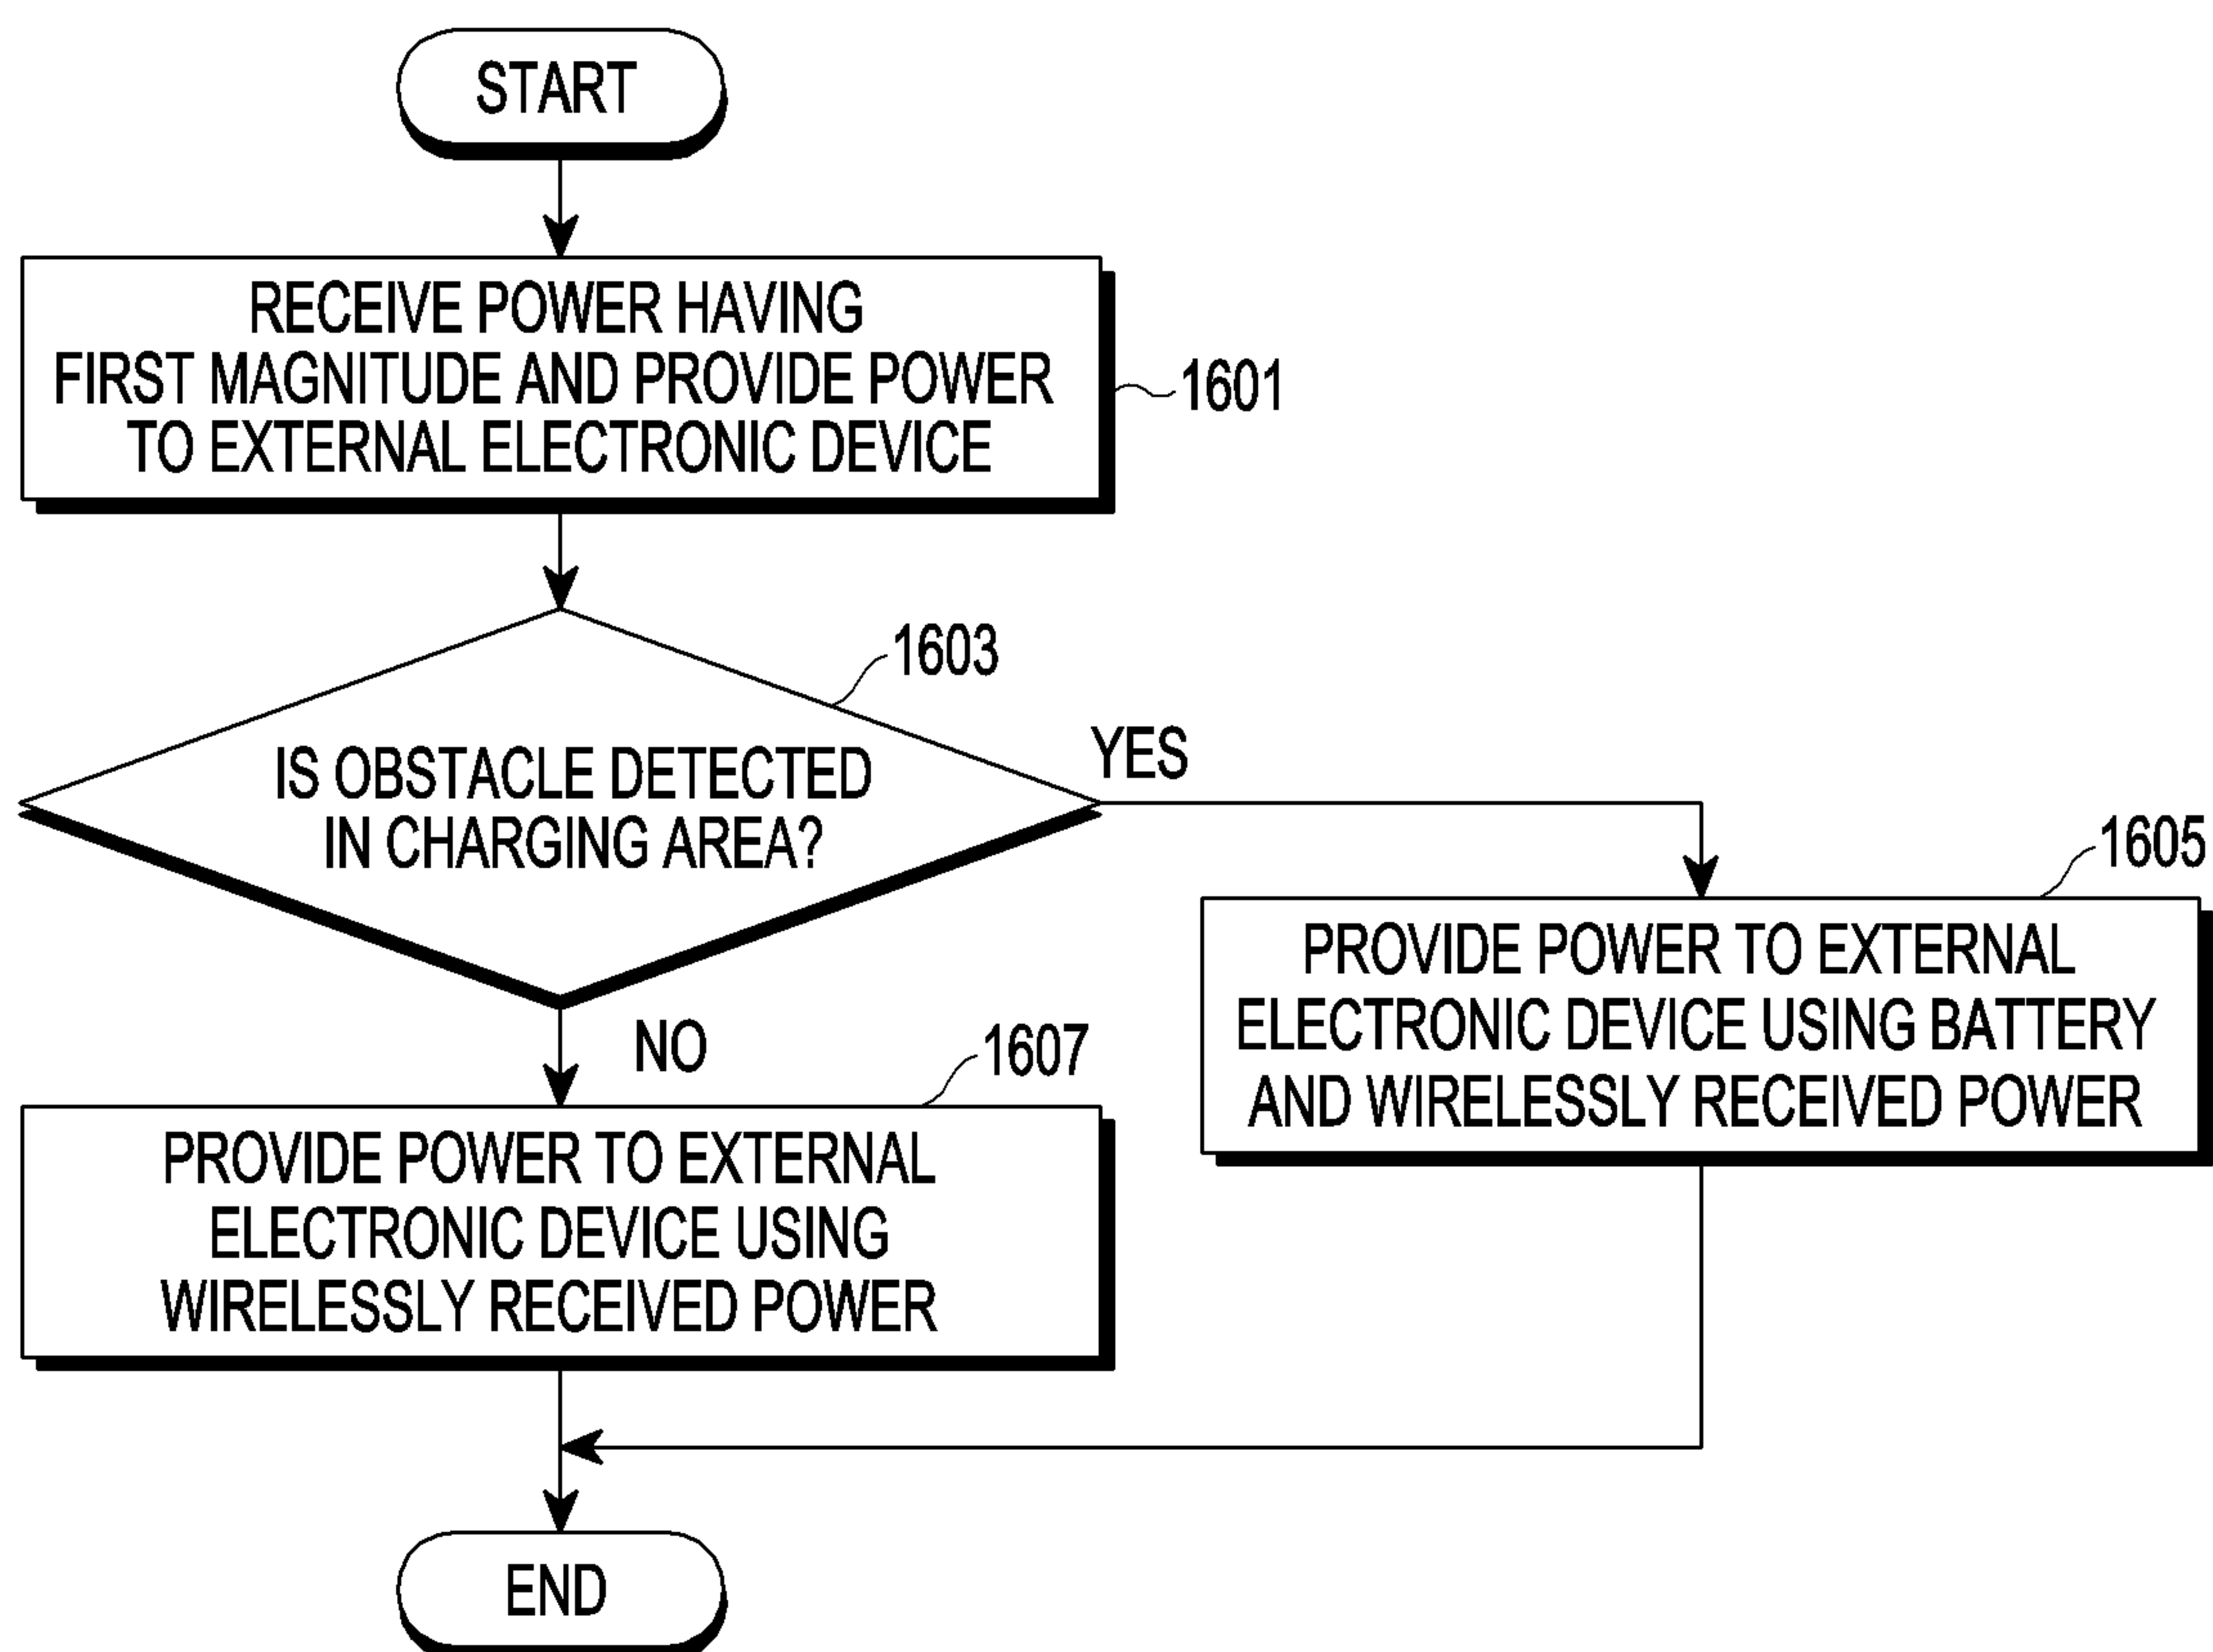 START
RECEIVE POWER HAVING
FIRST MAGNITUDE AND PROVIDE POWER
TO EXTERNAL ELECTRONIC DEVICE
1601
1603
IS OBSTACLE DETECTED
IN CHARGING AREA?
YES
1605
PROVIDE POWER TO EXTERNAL
ELECTRONIC DEVICE USING BATTERY
AND WIRELESSLY RECEIVED POWER
NO
1607
PROVIDE POWER TO EXTERNAL
ELECTRONIC DEVICE USING
WIRELESSLY RECEIVED POWER
END